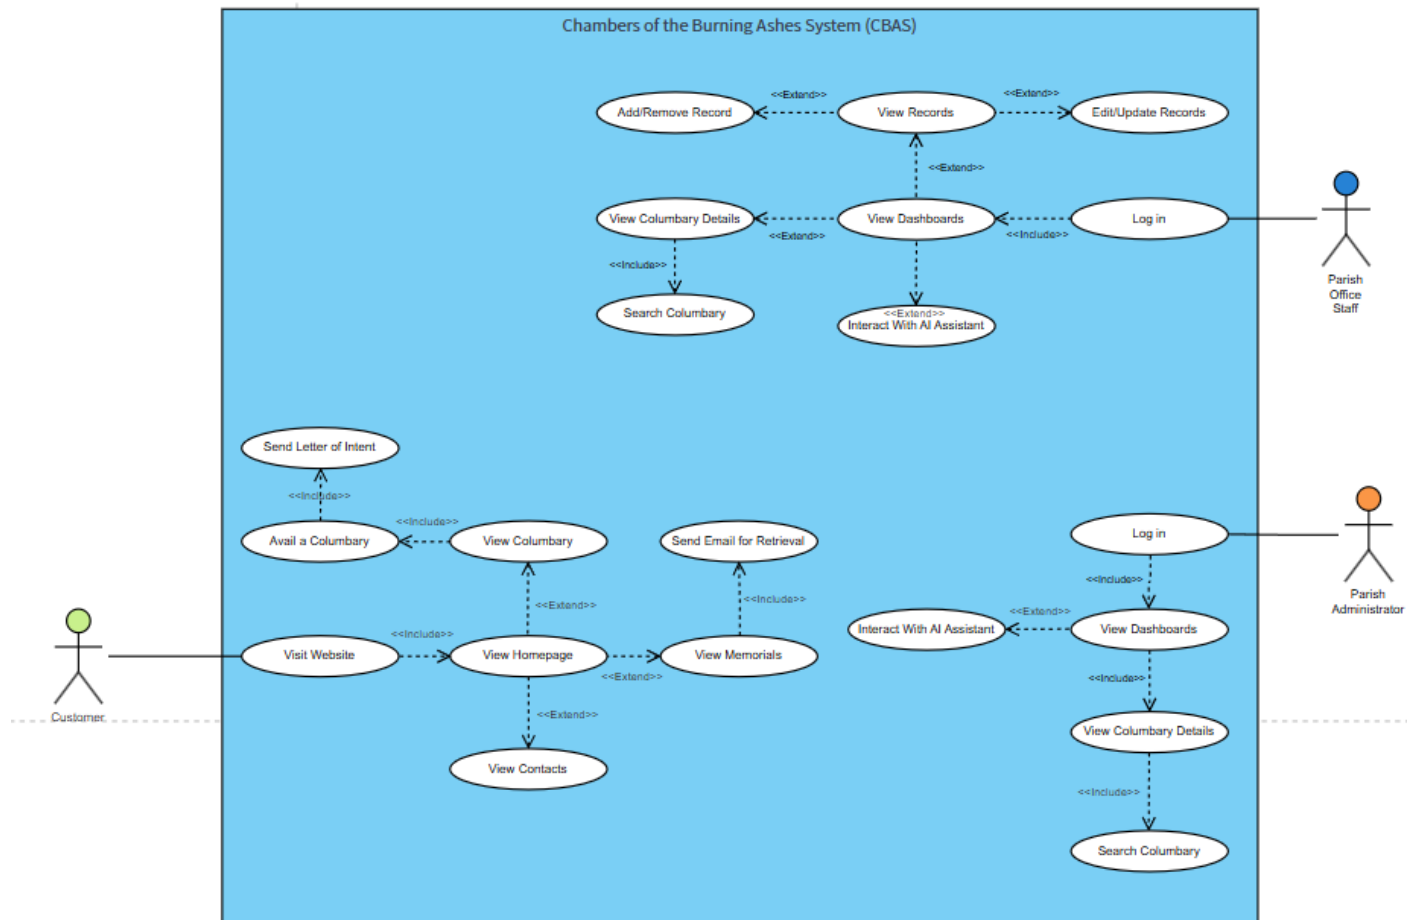 Chambers of the Burning Ashes System (CBAS)
<<Extend>>
<<Extend>>
Add/Remove Record
View Records
Edit/Update Records
<<Extend>>
View Columbary Details
View Dashboards
Log in
<<Extend>>
<<Include>>
<<Include>>
Search Columbary
<<Extend>>
Interact With AI Assistant
Parish
Office
Staff
Send Letter of Intent
<<Include>>
<<Include>>
Avail a Columbary
View Columbary
Send Email for Retrieval
<<Extend>>
<<Include>>
<<Include>>
Visit Website
View Homepage
<<Extend>>
View Memorials
<<Extend>>
View Contacts
Customer
Log in
Parish
Administrator
<<Include>>
<<Extend>>
Interact With AI Assistant
View Dashboards
<<Include>>
View Columbary Details
<<Include>>
Search Columbary